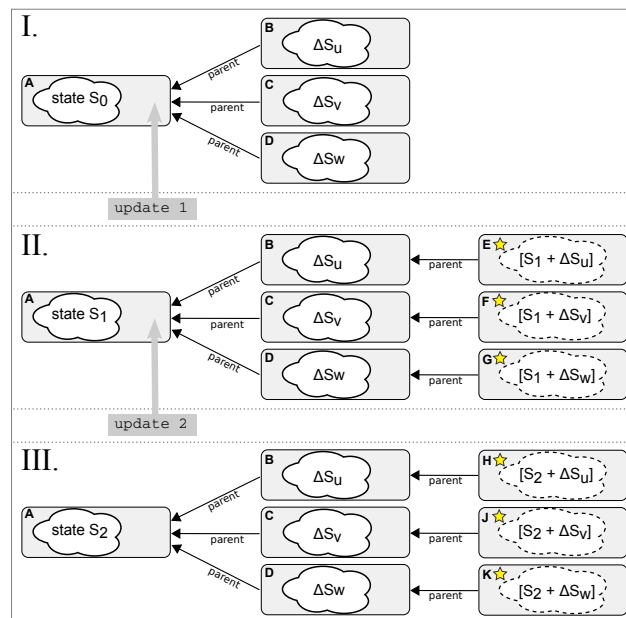 I.
A
state S0
B
ΔSu
parent
C
ΔSv
parent
D
ΔSw
parent
update 1
II.
A
state S1
B
ΔSu
parent
C
ΔSv
parent
D
ΔSw
parent
E
[S1 + ΔSu]
parent
F
[S1 + ΔSv]
parent
G
[S1 + ΔSw]
parent
update 2
III.
A
state S2
B
ΔSu
parent
C
ΔSv
parent
D
ΔSw
parent
H
[S2 + ΔSu]
parent
J
[S2 + ΔSv]
parent
K
[S2 + ΔSw]
parent